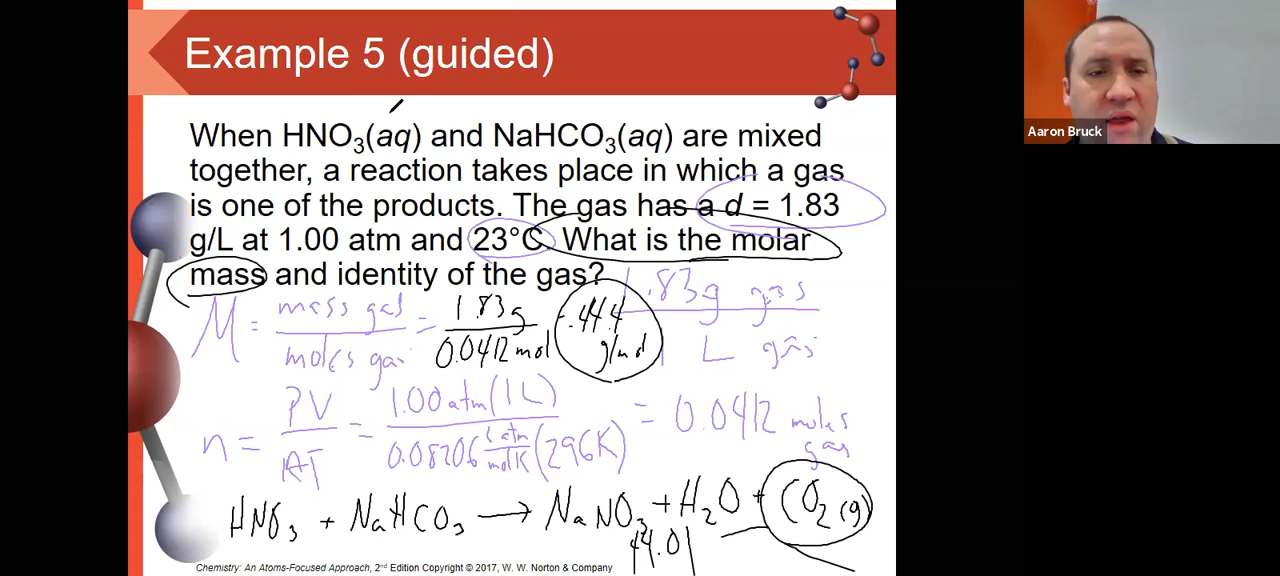 Example 5 (guided)
Aaron Bruck
When HNO₃(aq) and NaHCO₃(aq) are mixed
together, a reaction takes place in which a gas
is one of the products. The gas has a d = 1.83
g/L at 1.00 atm and 23°C. What is the molar
mass and identity of the gas?
M = mass gas / moles gas = 1.83g / 0.0412 mol = 44.4 g/mol
1.83g gas / 1 L gas
n = PV / RT = 1.00 atm (1 L) / 0.08206 L atm / mol K (296K) = 0.0412 moles gas
HNO₃ + NaHCO₃ → NaNO₃ + H₂O + CO₂ (g)
44.01
Chemistry: An Atoms-Focused Approach, 2nd Edition Copyright © 2017, W. W. Norton & Company